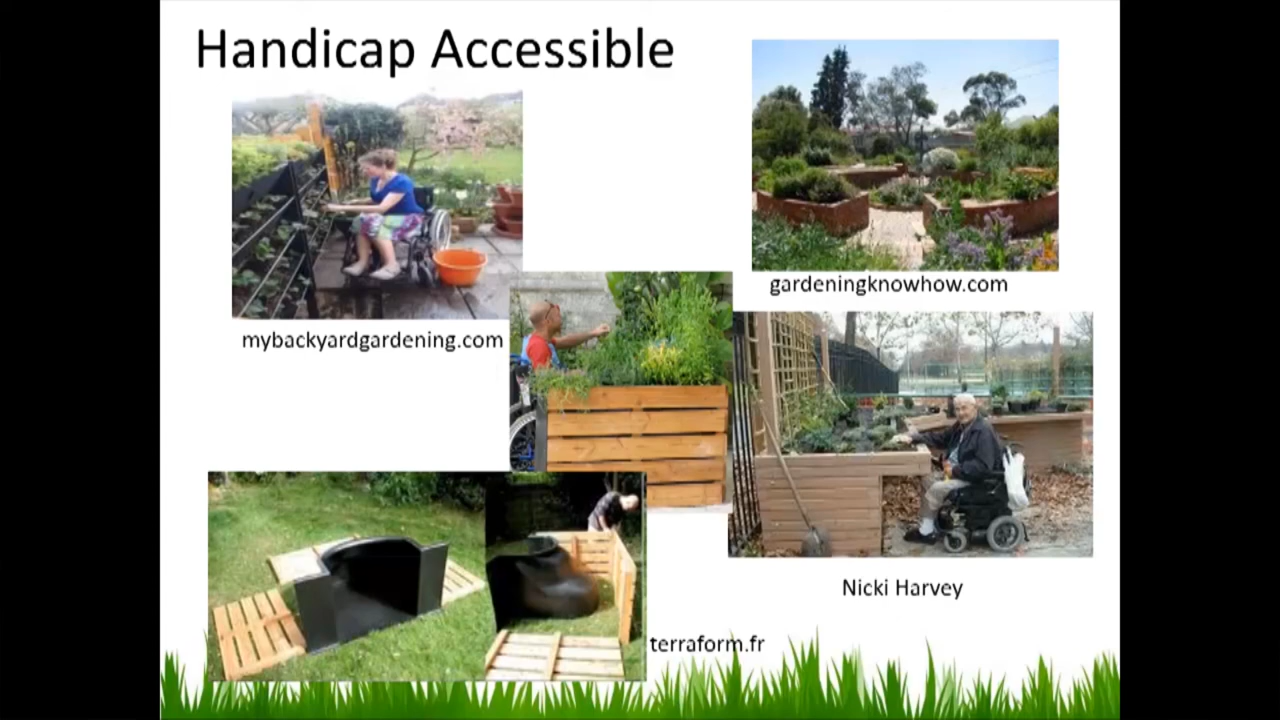 Handicap Accessible
gardeningknowhow.com
mybackyardgardening.com
Nicki Harvey
terraform.fr